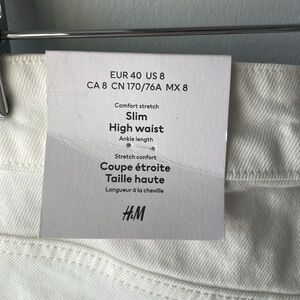 EUR 40 US 8
CA 8 CN 170/76A MX 8
Comfort stretch
Slim
High waist
Ankle length
Stretch confort
Coupe étroite
Taille haute
Longueur à la cheville
H&M